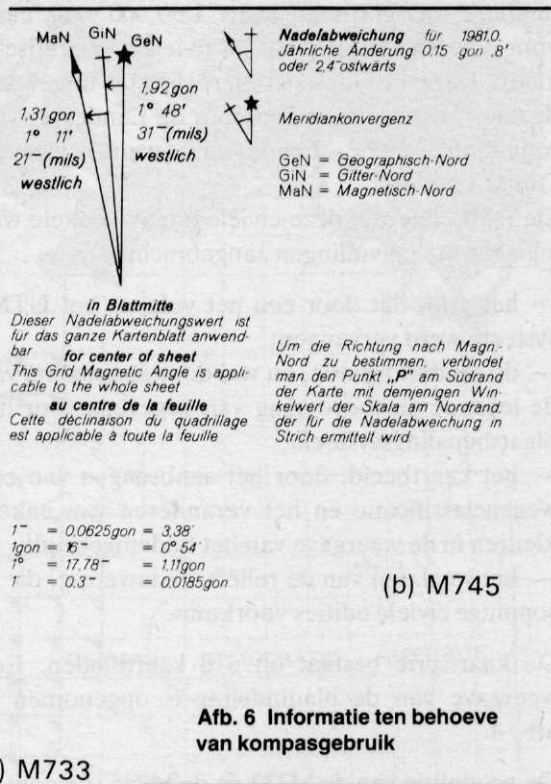 MaN GiN GeN
1,92 gon
1° 48'
31¯ (mils)
westlich
1,31 gon
1° 11'
21¯ (mils)
westlich
Nadelabweichung für 1981,0.
Jährliche Änderung 0.15 gon .8'
oder 2,4¯ ostwärts
Meridiankonvergenz
GeN = Geographisch-Nord
GiN = Gitter-Nord
MaN = Magnetisch-Nord
in Blattmitte
Dieser Nadelabweichungswert ist
für das ganze Kartenblatt anwend-
bar
for center of sheet
This Grid Magnetic Angle is appli-
cable to the whole sheet
au centre de la feuille
Cette déclinaison du quadrillage
est applicable à toute la feuille
Um die Richtung nach Magn.-
Nord zu bestimmen, verbindet
man den Punkt „P" am Südrand
der Karte mit demjenigen Win-
kelwert der Skala am Nordrand,
der für die Nadelabweichung in
Strich ermittelt wird.
1¯ = 0,0625gon = 3,38'
1gon = 16¯ = 0° 54'
1° = 17.78¯ = 1,11gon
= 0.3¯ = 0,0185gon
(b) M745
Afb. 6 Informatie ten behoeve
van kompasgebruik
) M733